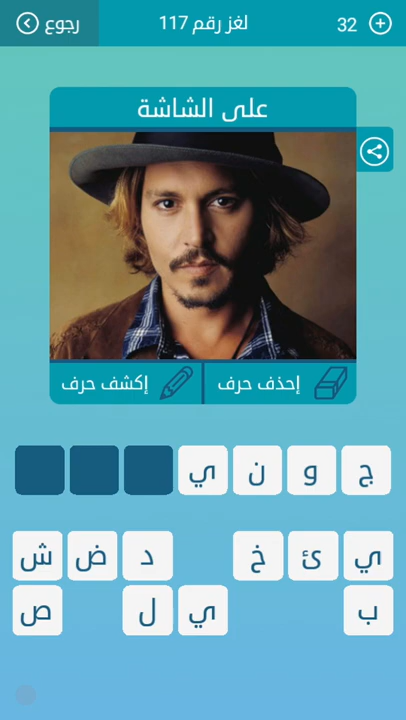 رجوع لغز رقم 117 32
على الشاشة
إحذف حرف إكشف حرف
ج و ن ي
ي ئ خ د ض ش
ب ي ل ص